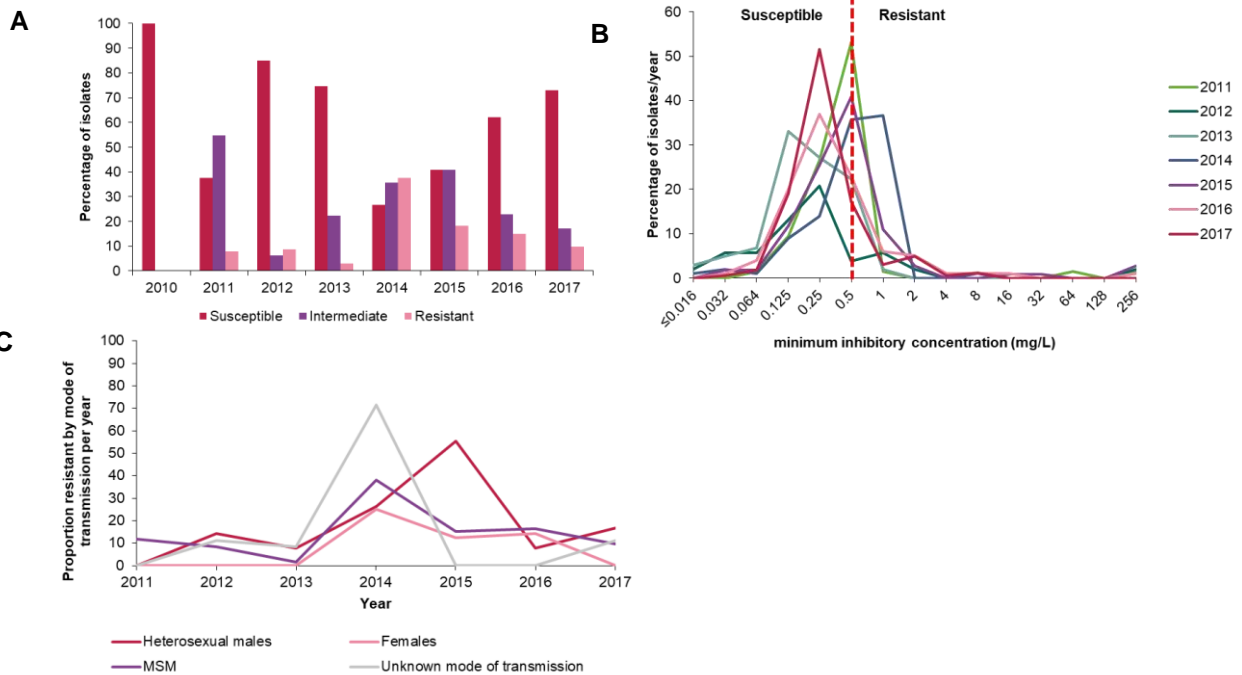 A
Percentage of isolates
100
90
80
70
60
50
40
30
20
10
0
2010 2011 2012 2013 2014 2015 2016 2017
Susceptible Intermediate Resistant
B
Percentage of isolates/year
Susceptible Resistant
60
50
40
30
20
10
0
≤0.016 0.032 0.064 0.125 0.25 0.5 1 2 4 8 16 32 64 128 256
minimum inhibitory concentration (mg/L)
2011
2012
2013
2014
2015
2016
2017
C
Proportion resistant by mode of
transmission per year
100
90
80
70
60
50
40
30
20
10
0
2011 2012 2013 2014 2015 2016 2017
Year
Heterosexual males Females
MSM Unknown mode of transmission